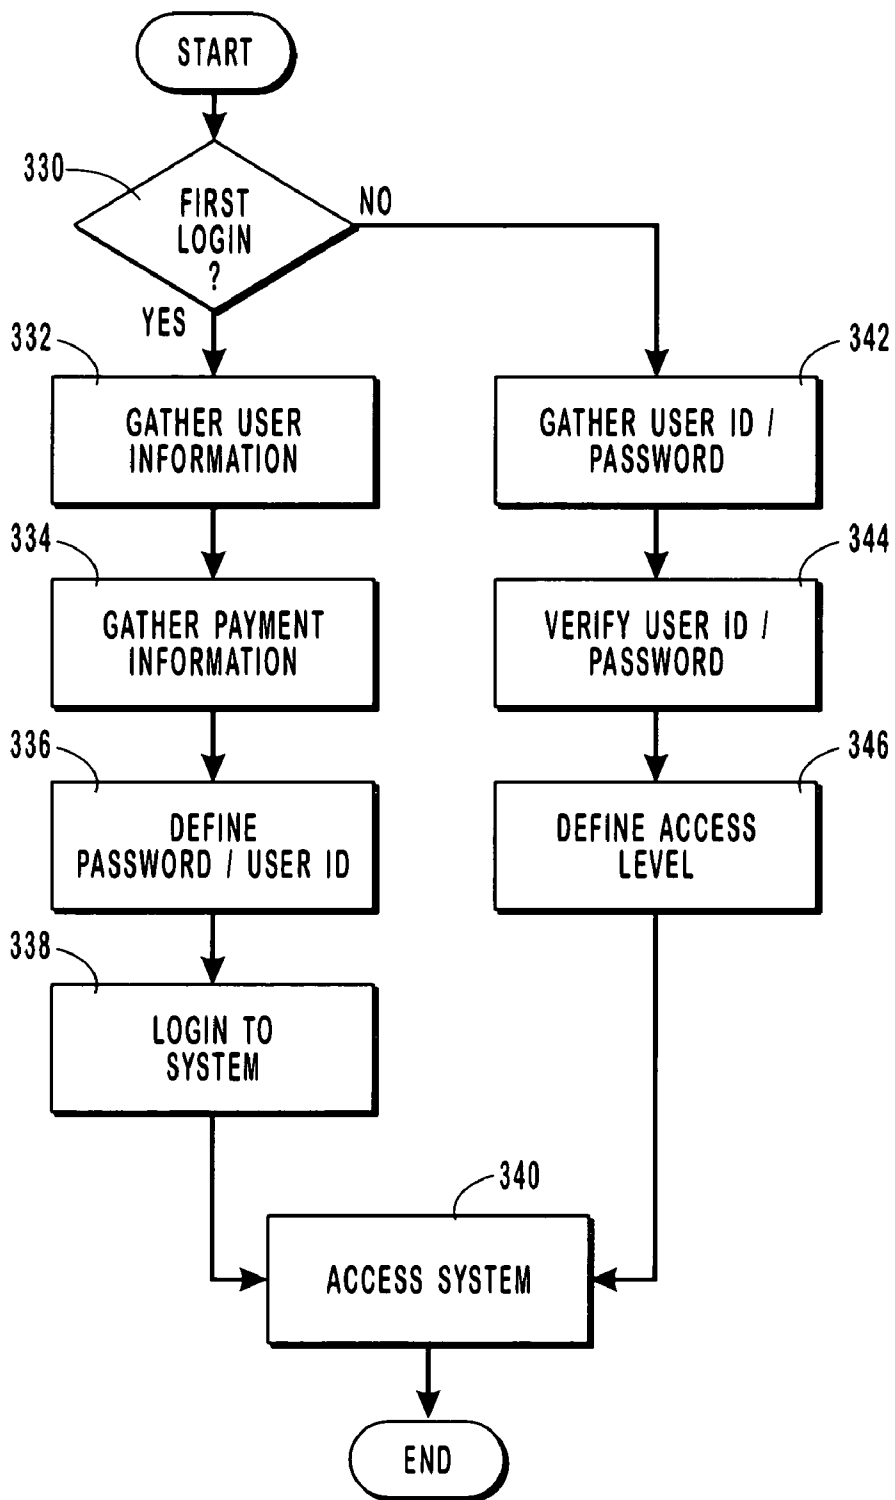 START
330
FIRST
LOGIN
?
NO
YES
332
GATHER USER
INFORMATION
334
GATHER PAYMENT
INFORMATION
336
DEFINE
PASSWORD / USER ID
338
LOGIN TO
SYSTEM
342
GATHER USER ID /
PASSWORD
344
VERIFY USER ID /
PASSWORD
346
DEFINE ACCESS
LEVEL
340
ACCESS SYSTEM
END